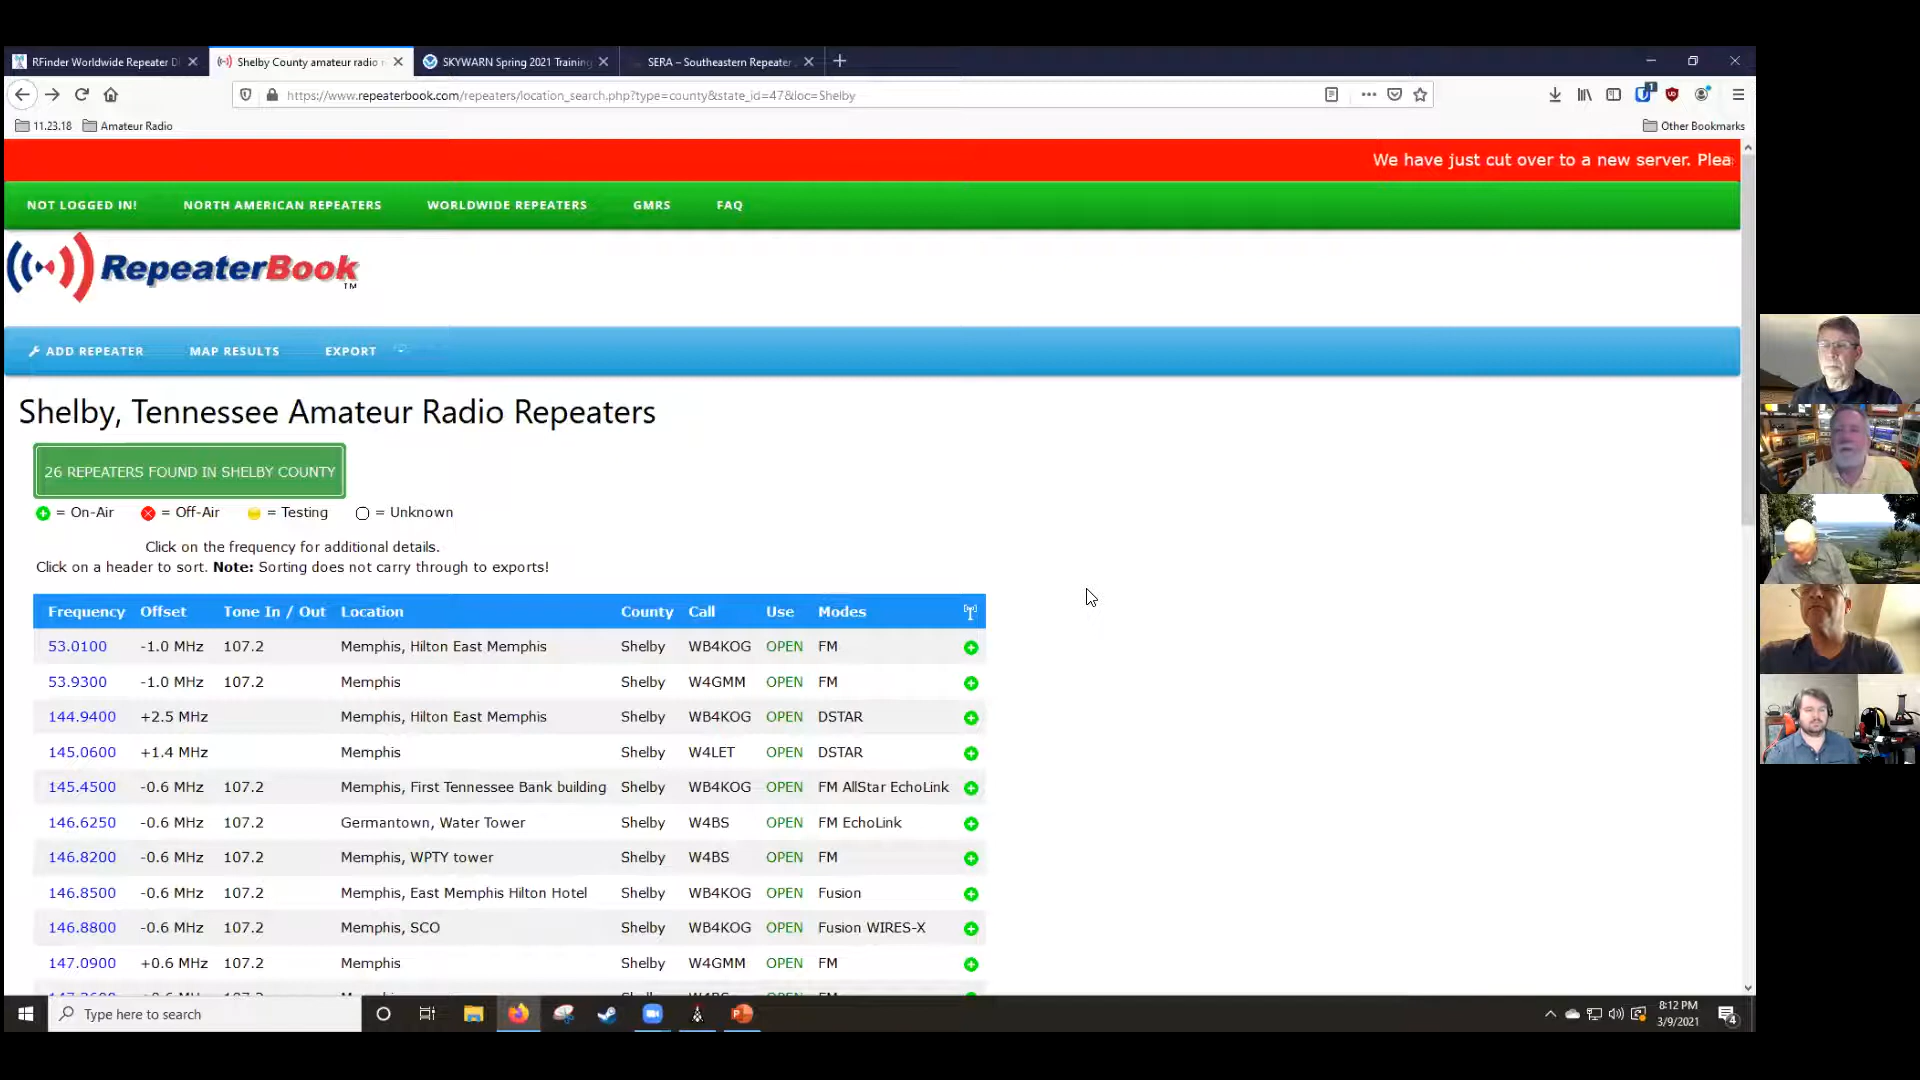 RFinder Worldwide Repeater Di
Shelby County amateur radio r
SKYWARN Spring 2021 Training
SERA – Southeastern Repeater
https://www.repeaterbook.com/repeaters/location_search.php?type=county&state_id=47&loc=Shelby
11.23.18 Amateur Radio Other Bookmarks
We have just cut over to a new server. Plea
NOT LOGGED IN! NORTH AMERICAN REPEATERS WORLDWIDE REPEATERS GMRS FAQ
RepeaterBook TM
ADD REPEATER MAP RESULTS EXPORT
Shelby, Tennessee Amateur Radio Repeaters
26 REPEATERS FOUND IN SHELBY COUNTY
= On-Air = Off-Air = Testing = Unknown
Click on the frequency for additional details.
Click on a header to sort. Note: Sorting does not carry through to exports!
Frequency Offset Tone In / Out Location County Call Use Modes
53.0100 -1.0 MHz 107.2 Memphis, Hilton East Memphis Shelby WB4KOG OPEN FM
53.9300 -1.0 MHz 107.2 Memphis Shelby W4GMM OPEN FM
144.9400 +2.5 MHz Memphis, Hilton East Memphis Shelby WB4KOG OPEN DSTAR
145.0600 +1.4 MHz Memphis Shelby W4LET OPEN DSTAR
145.4500 -0.6 MHz 107.2 Memphis, First Tennessee Bank building Shelby WB4KOG OPEN FM AllStar EchoLink
146.6250 -0.6 MHz 107.2 Germantown, Water Tower Shelby W4BS OPEN FM EchoLink
146.8200 -0.6 MHz 107.2 Memphis, WPTY tower Shelby W4BS OPEN FM
146.8500 -0.6 MHz 107.2 Memphis, East Memphis Hilton Hotel Shelby WB4KOG OPEN Fusion
146.8800 -0.6 MHz 107.2 Memphis, SCO Shelby WB4KOG OPEN Fusion WIRES-X
147.0900 +0.6 MHz 107.2 Memphis Shelby W4GMM OPEN FM
Type here to search
8:12 PM
3/9/2021
4